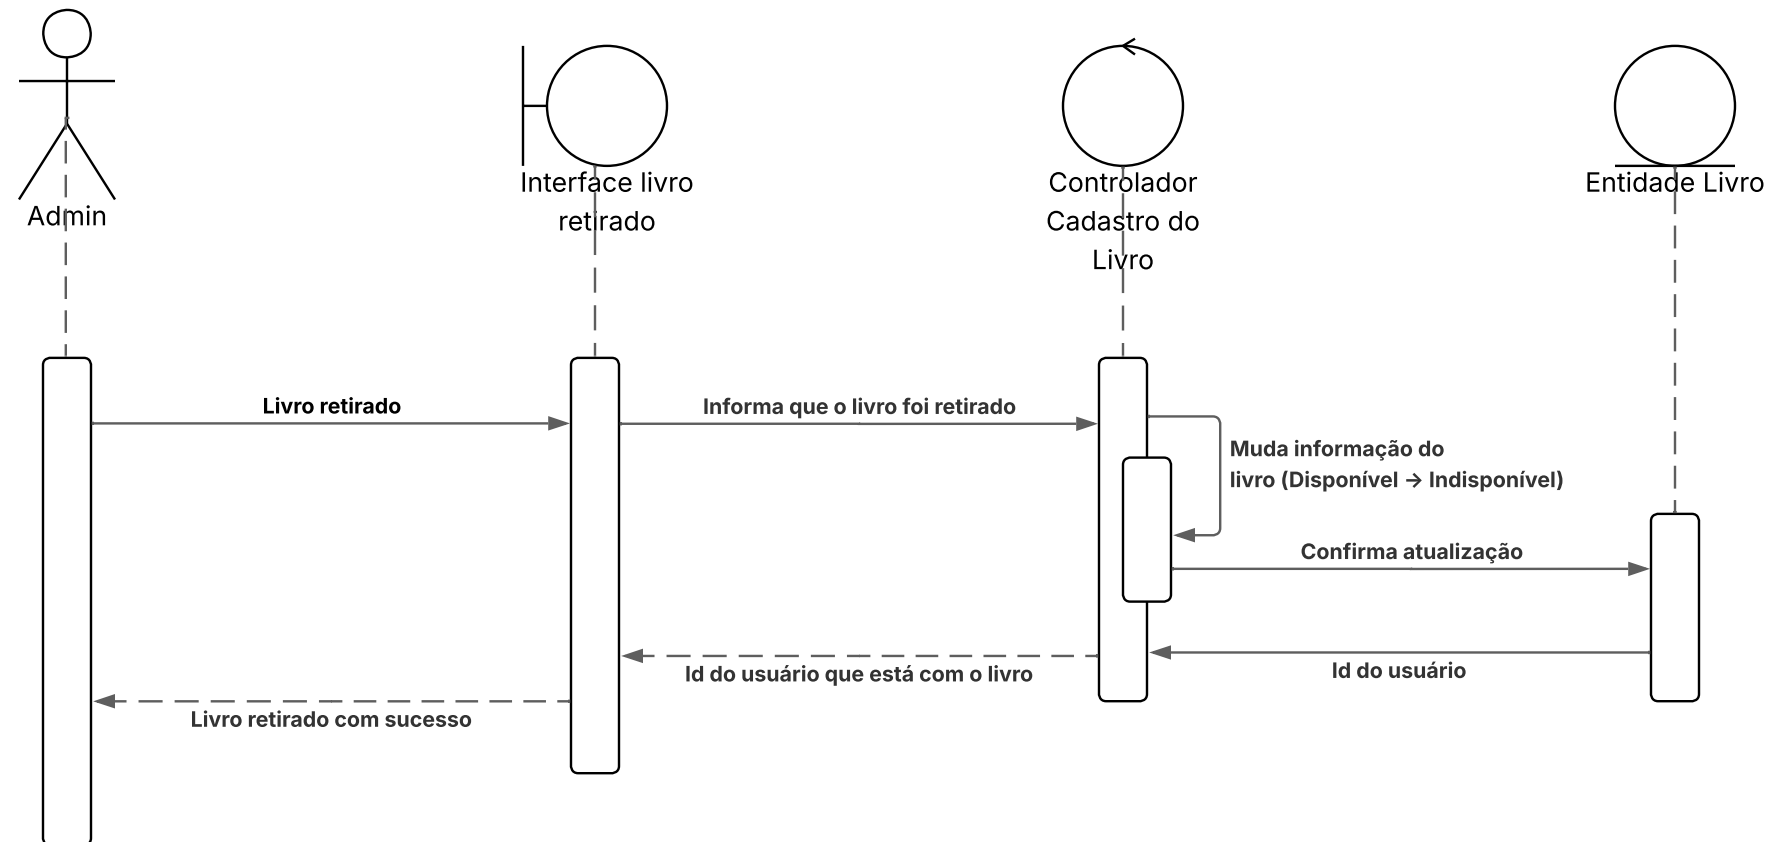 Admin
Interface livro
retirado
Controlador
Cadastro do
Livro
Entidade Livro
Livro retirado
Informa que o livro foi retirado
Muda informação do
livro (Disponível → Indisponível)
Confirma atualização
Id do usuário
Id do usuário que está com o livro
Livro retirado com sucesso